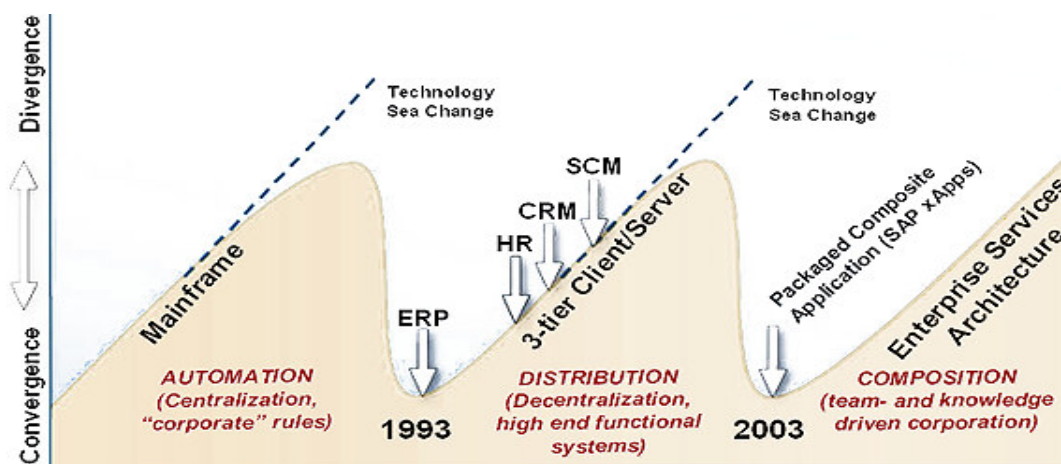 Divergence
Convergence
Technology
Sea Change
Mainframe
AUTOMATION
(Centralization,
“corporate” rules)
ERP
1993
HR
CRM
SCM
3-tier Client/Server
Technology
Sea Change
DISTRIBUTION
(Decentralization,
high end functional
systems)
2003
Packaged Composite
Application (SAP xApps)
Enterprise Services
Architecture
COMPOSITION
(team- and knowledge
driven corporation)